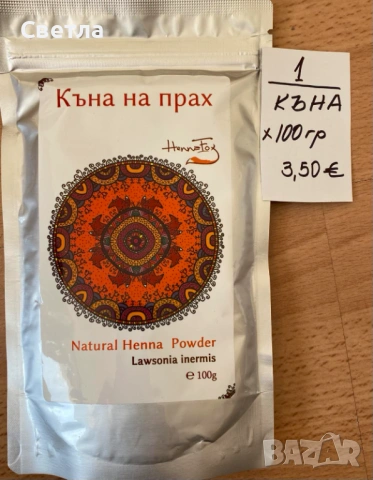 Светла
Къна на прах
HennaFox
Natural Henna Powder
Lawsonia inermis
℮ 100g
1
КЪНА
x 100 гр
3,50 €
BAZAR